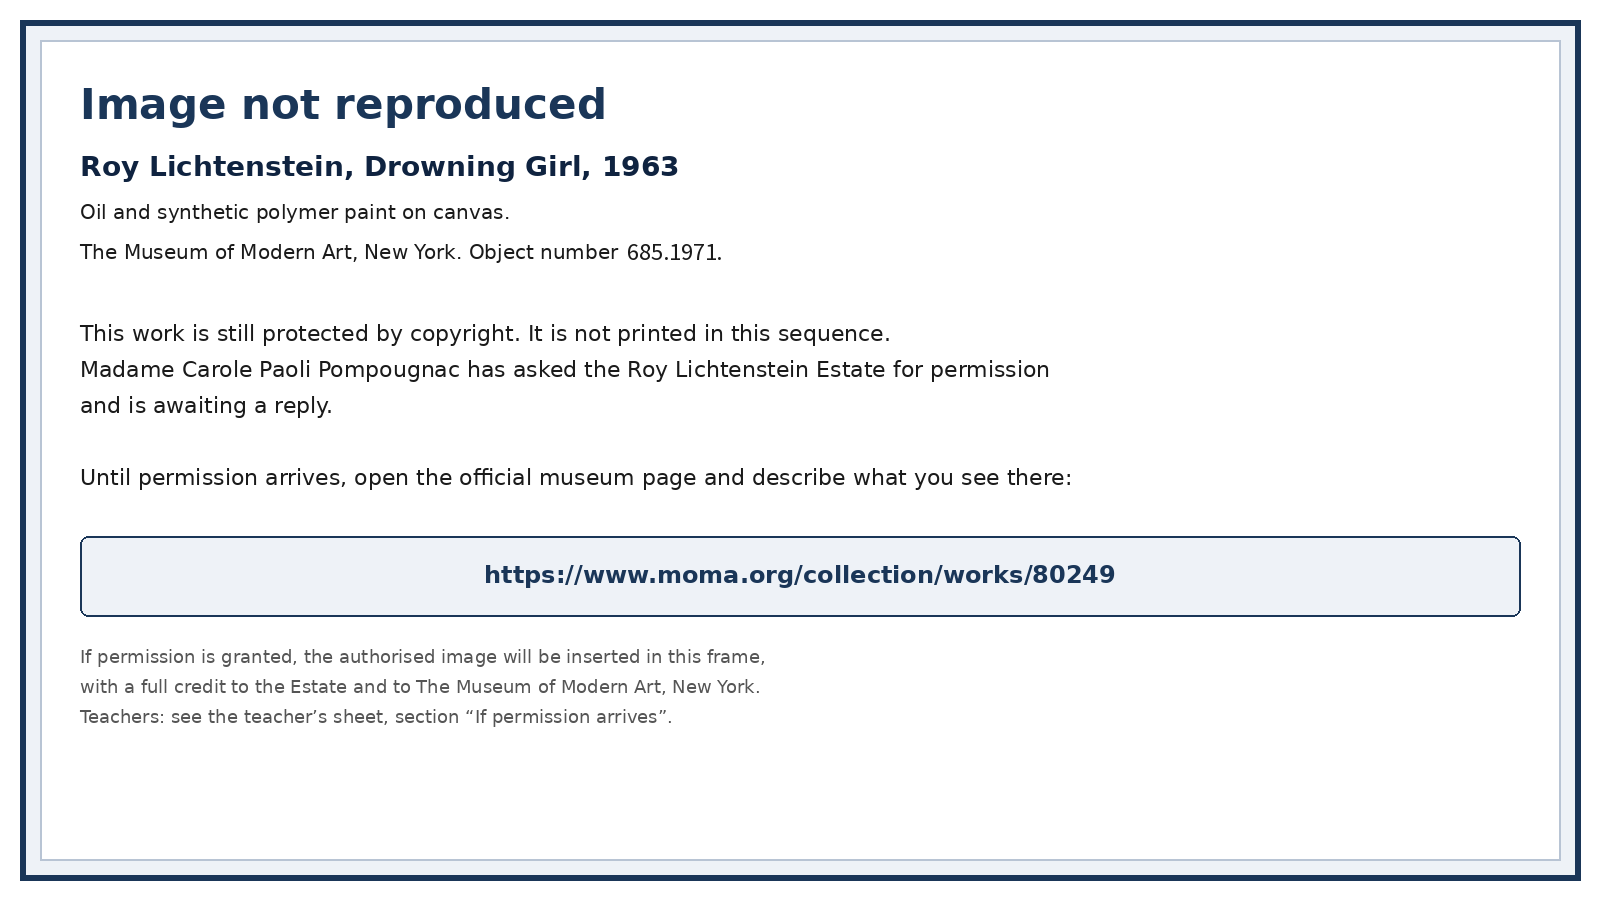 Image not reproduced
Roy Lichtenstein, Drowning Girl, 1963
Oil and synthetic polymer paint on canvas.
The Museum of Modern Art, New York. Object number 685.1971.
This work is still protected by copyright. It is not printed in this sequence.
Madame Carole Paoli Pompougnac has asked the Roy Lichtenstein Estate for permission
and is awaiting a reply.
Until permission arrives, open the official museum page and describe what you see there:
https://www.moma.org/collection/works/80249
If permission is granted, the authorised image will be inserted in this frame,
with a full credit to the Estate and to The Museum of Modern Art, New York.
Teachers: see the teacher’s sheet, section “If permission arrives”.